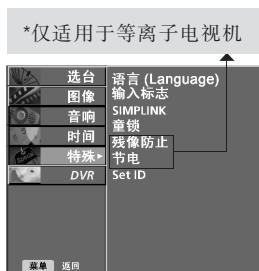 *仅适用于等离子电视机
选台
图像
音响
时间
特殊
DVR
语言 (Language)
输入标志
SIMPLINK
童锁
残像防止
节电
Set ID
菜单 返回